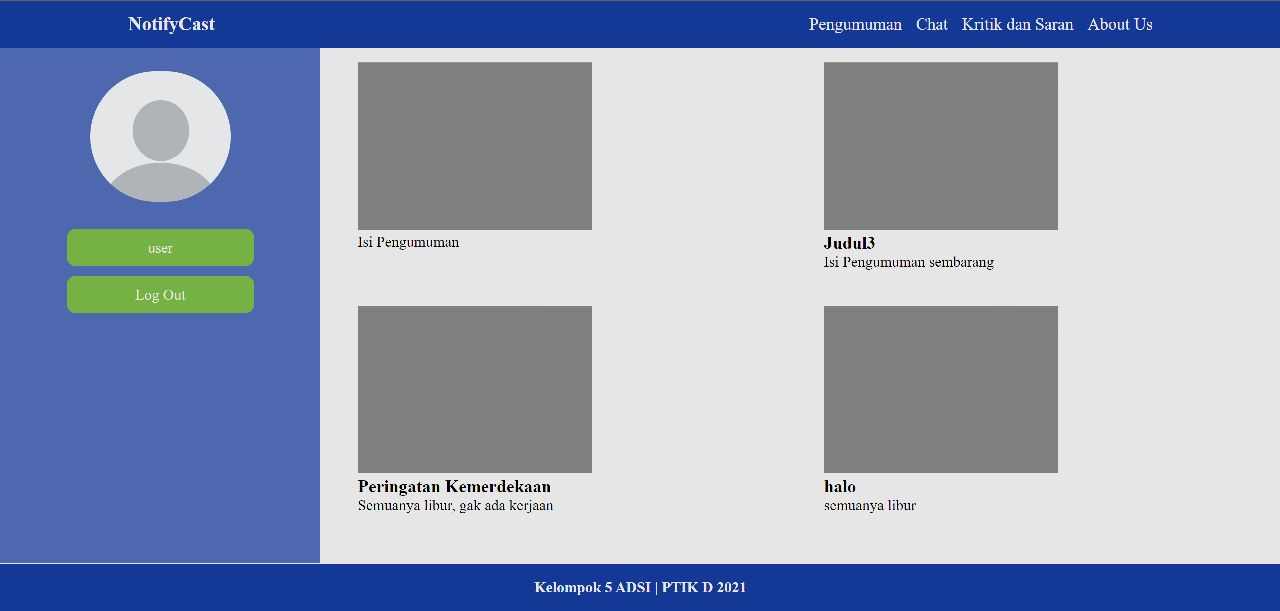 NotifyCast
Pengumuman Chat Kritik dan Saran About Us
user
Log Out
Isi Pengumuman
Judul3
Isi Pengumuman sembarang
Peringatan Kemerdekaan
Semuanya libur, gak ada kerjaan
halo
semuanya libur
Kelompok 5 ADSI | PTIK D 2021